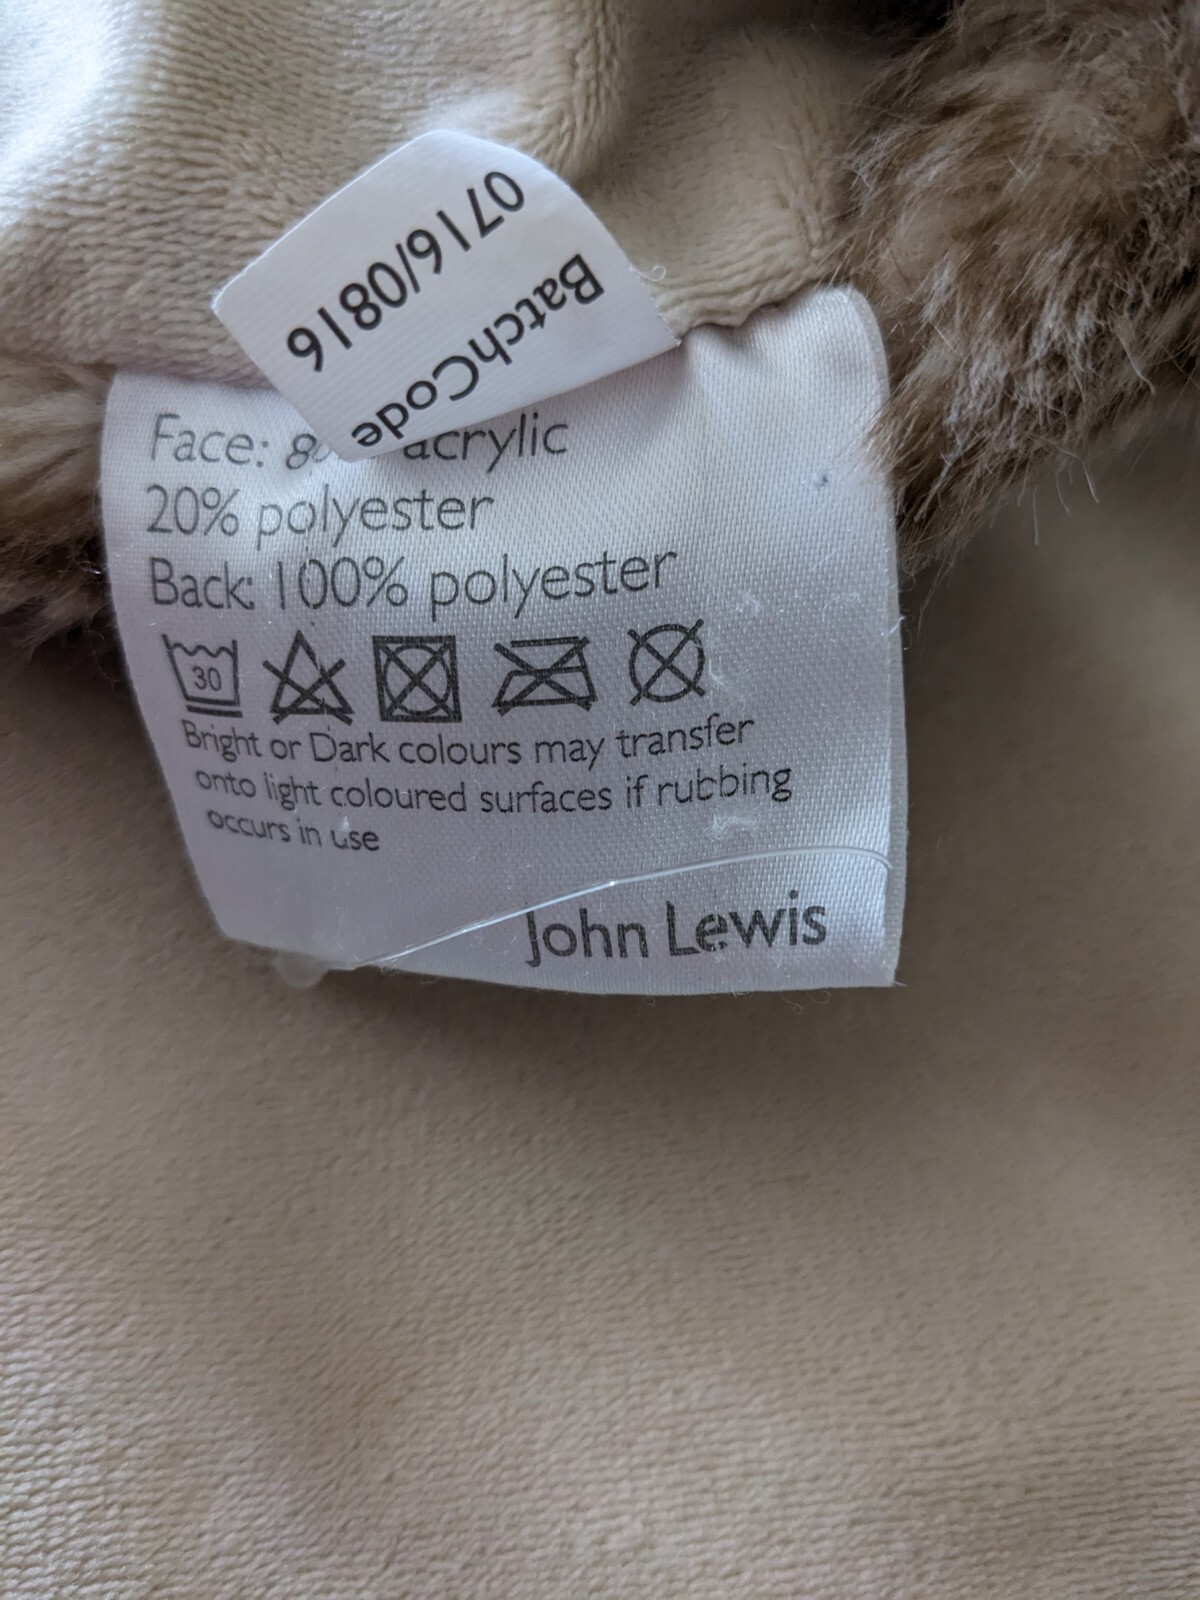 BatchCode
0716/0816
Face: acrylic
20% polyester
Back: 100% polyester
30
Bright or Dark colours may transfer
onto light coloured surfaces if rubbing
occurs in use
John Lewis